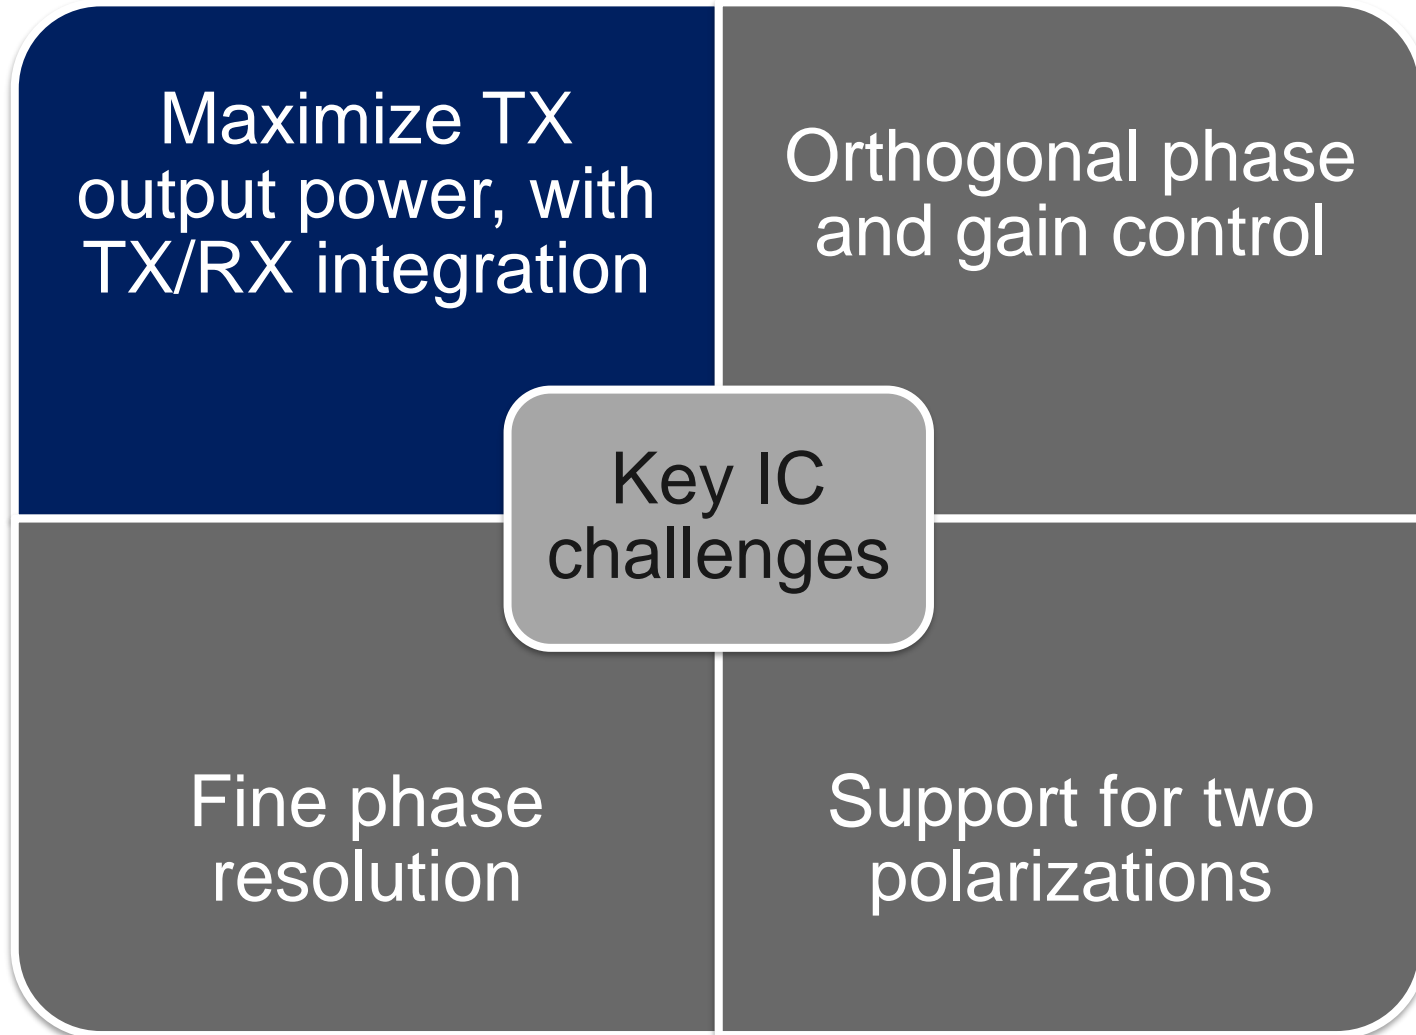 Maximize TX
output power, with
TX/RX integration
Orthogonal phase
and gain control
Key IC
challenges
Fine phase
resolution
Support for two
polarizations